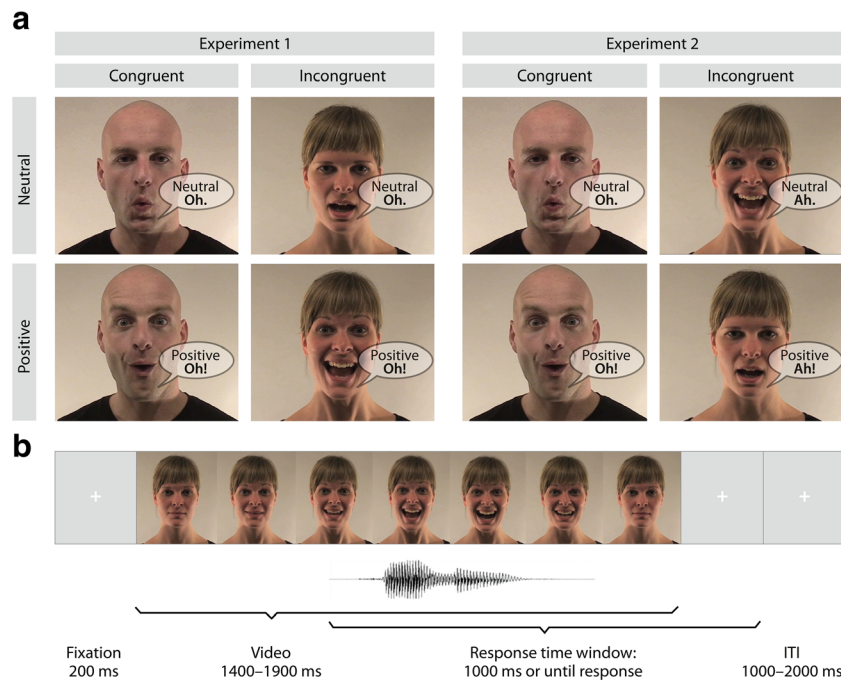 a
Experiment 1
Experiment 2
Congruent
Incongruent
Congruent
Incongruent
Neutral
Neutral
Oh.
Neutral
Oh.
Neutral
Oh.
Neutral
Ah.
Positive
Positive
Oh!
Positive
Oh!
Positive
Oh!
Positive
Ah!
b
+
+
+
Fixation
200 ms
Video
1400–1900 ms
Response time window:
1000 ms or until response
ITI
1000–2000 ms